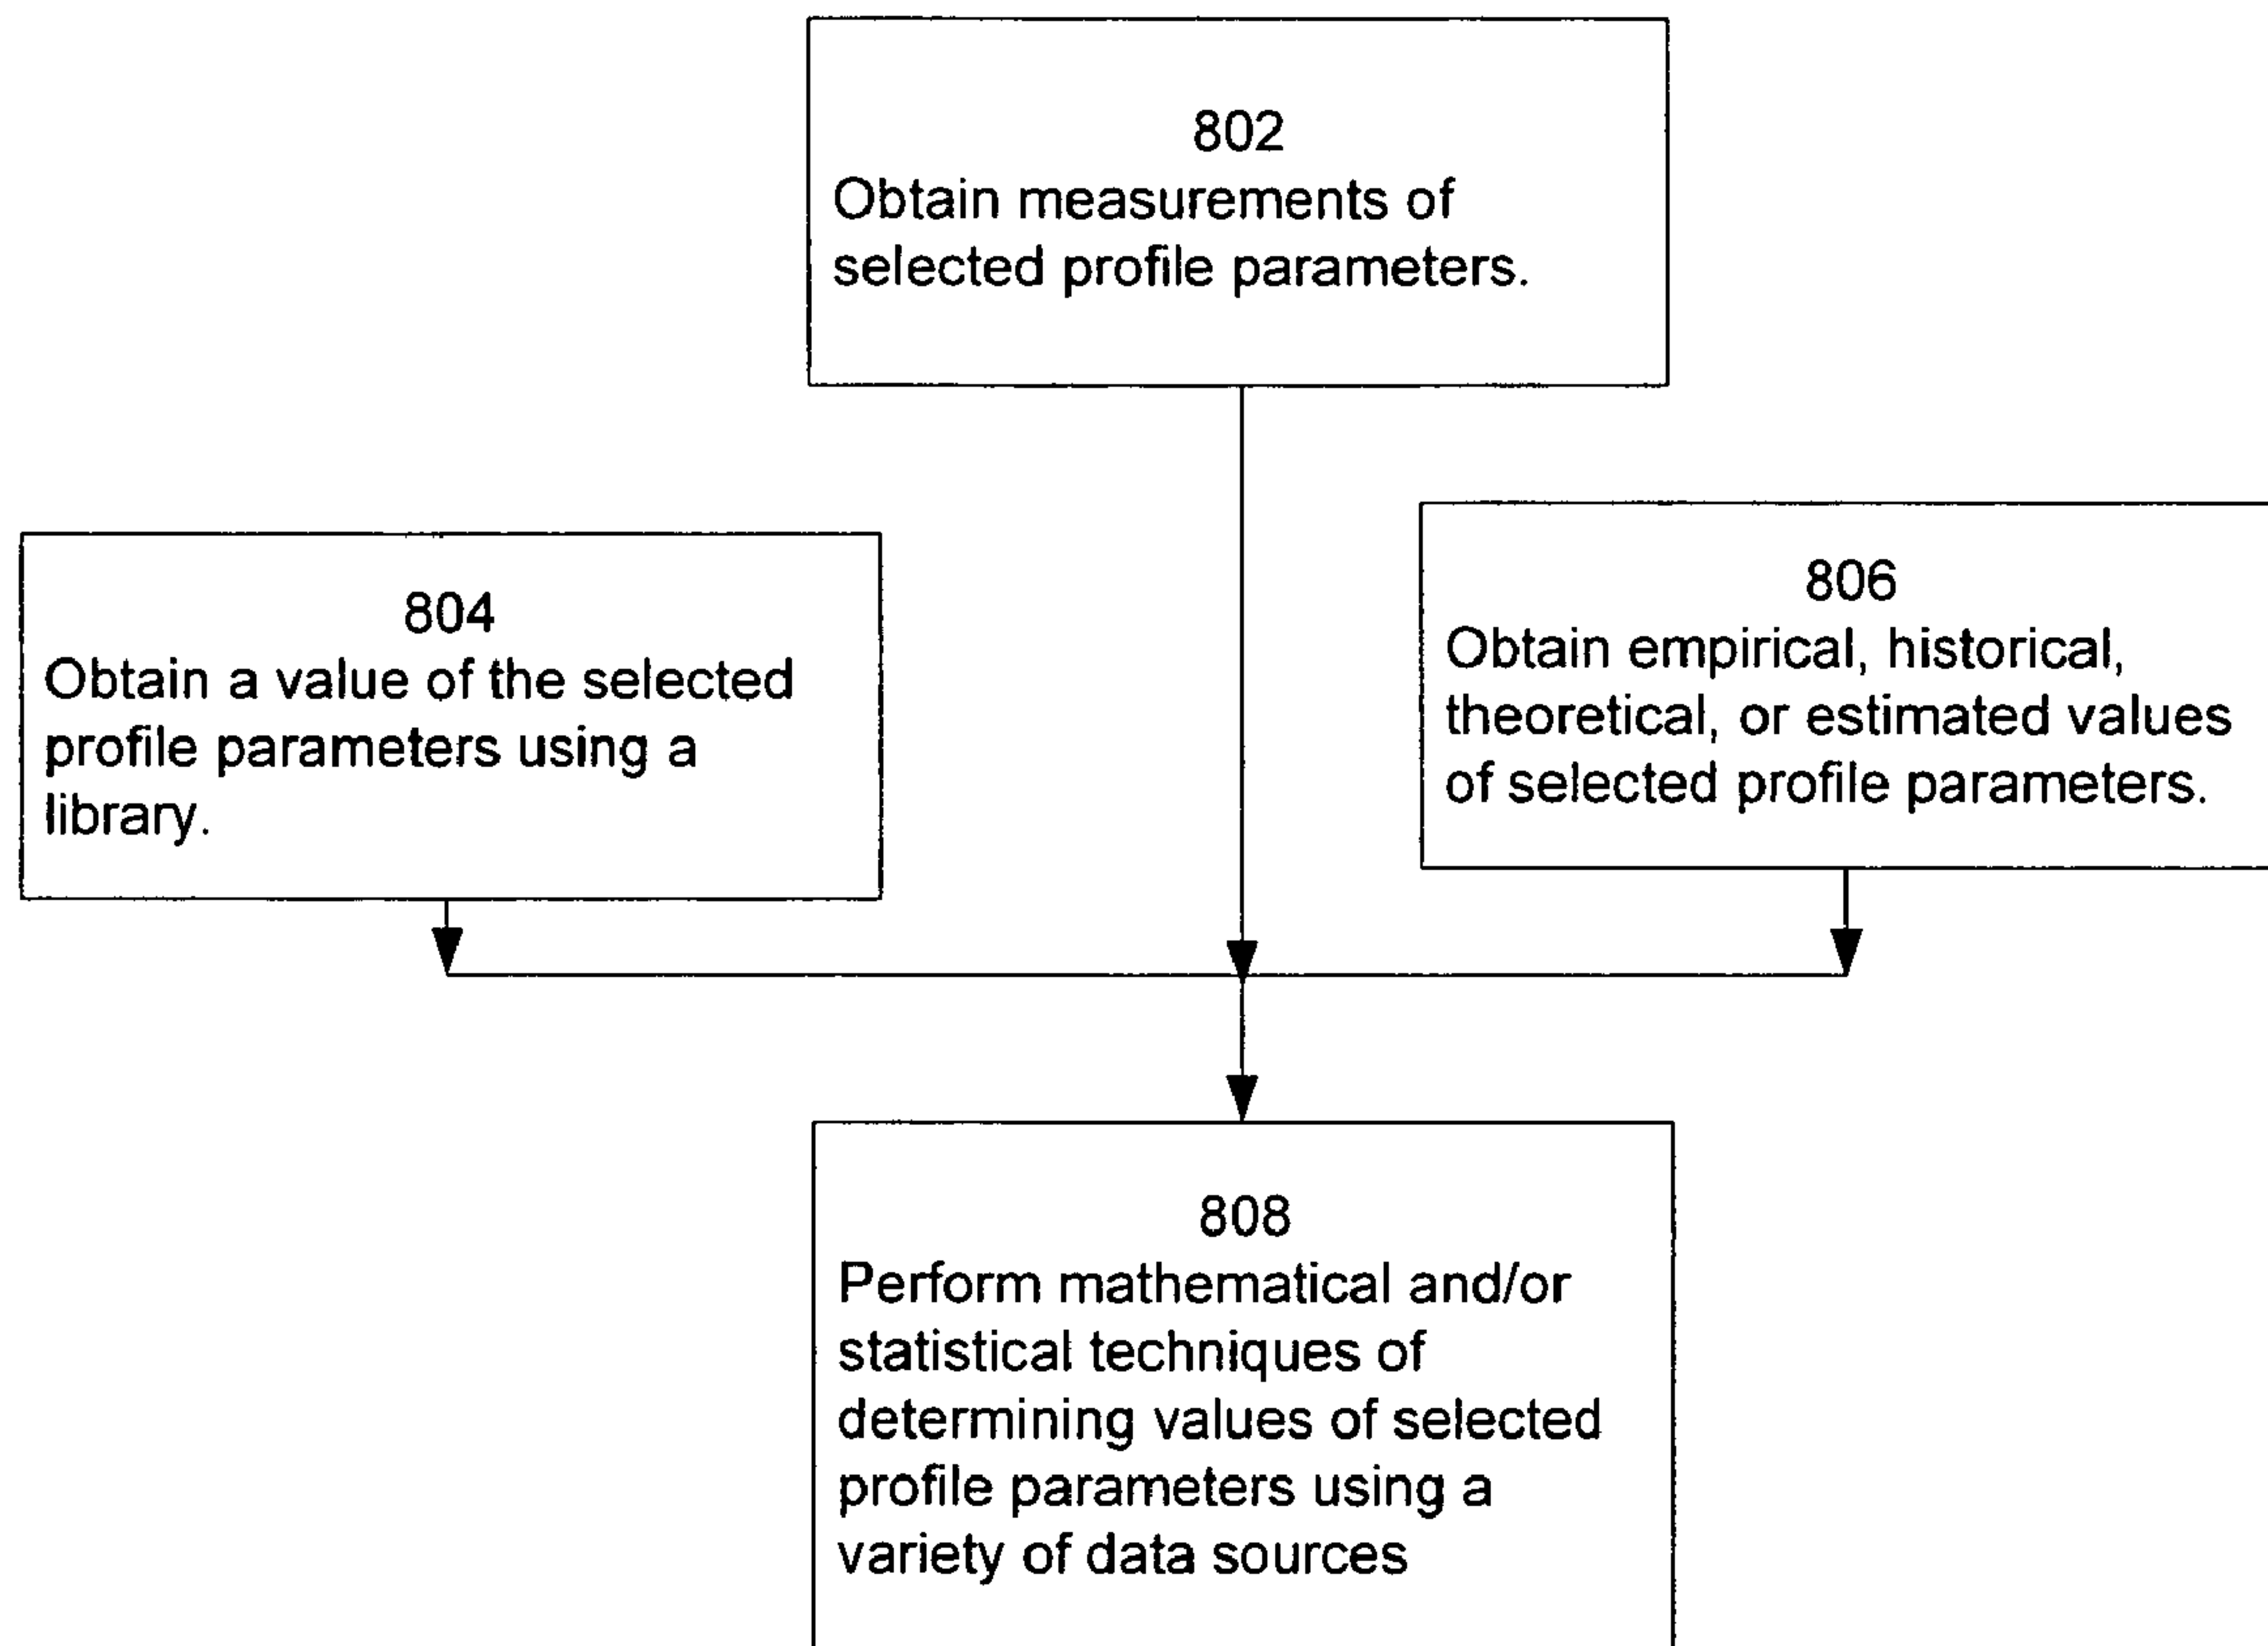 802
Obtain measurements of
selected profile parameters.
804
Obtain a value of the selected
profile parameters using a
library.
806
Obtain empirical, historical,
theoretical, or estimated values
of selected profile parameters.
808
Perform mathematical and/or
statistical techniques of
determining values of selected
profile parameters using a
variety of data sources